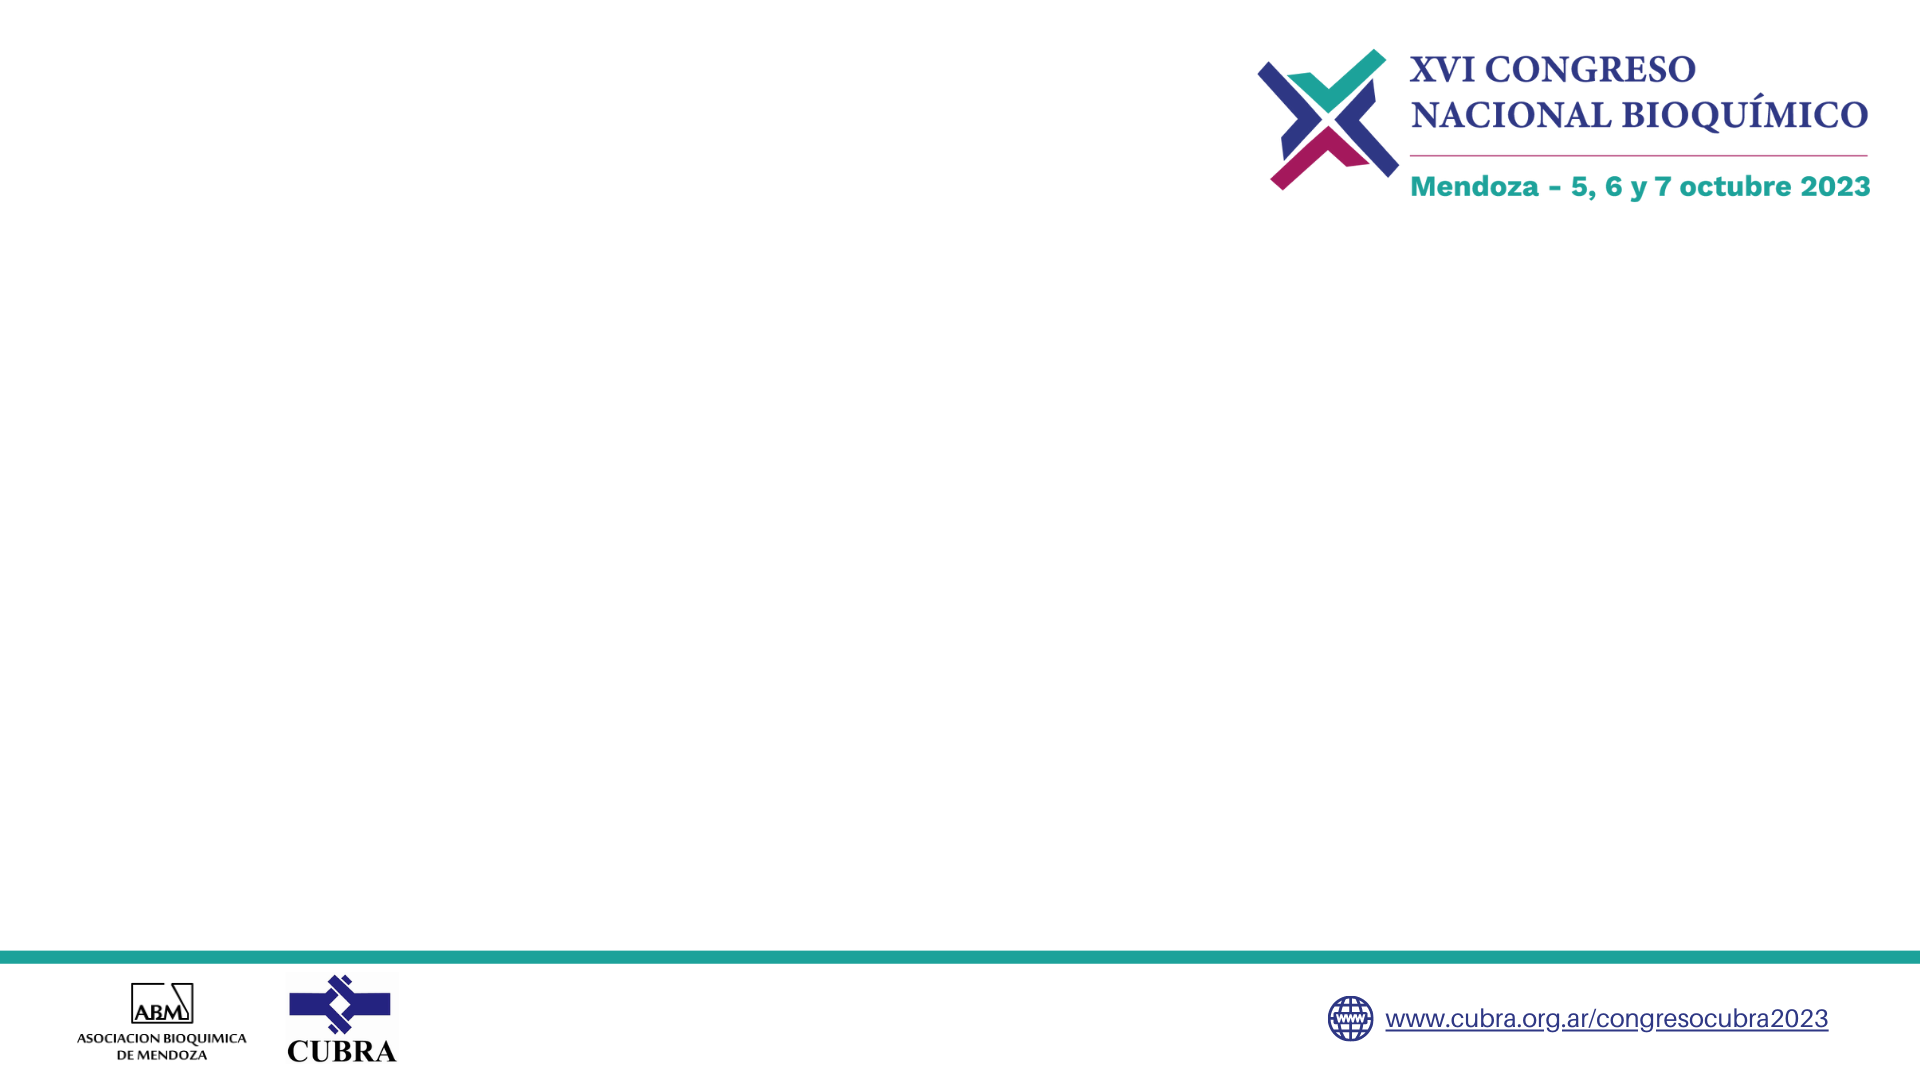 XVI CONGRESO
NACIONAL BIOQUÍMICO
Mendoza - 5, 6 y 7 octubre 2023
ABM
ASOCIACION BIOQUIMICA
DE MENDOZA
CUBRA
www
www.cubra.org.ar/congresocubra2023